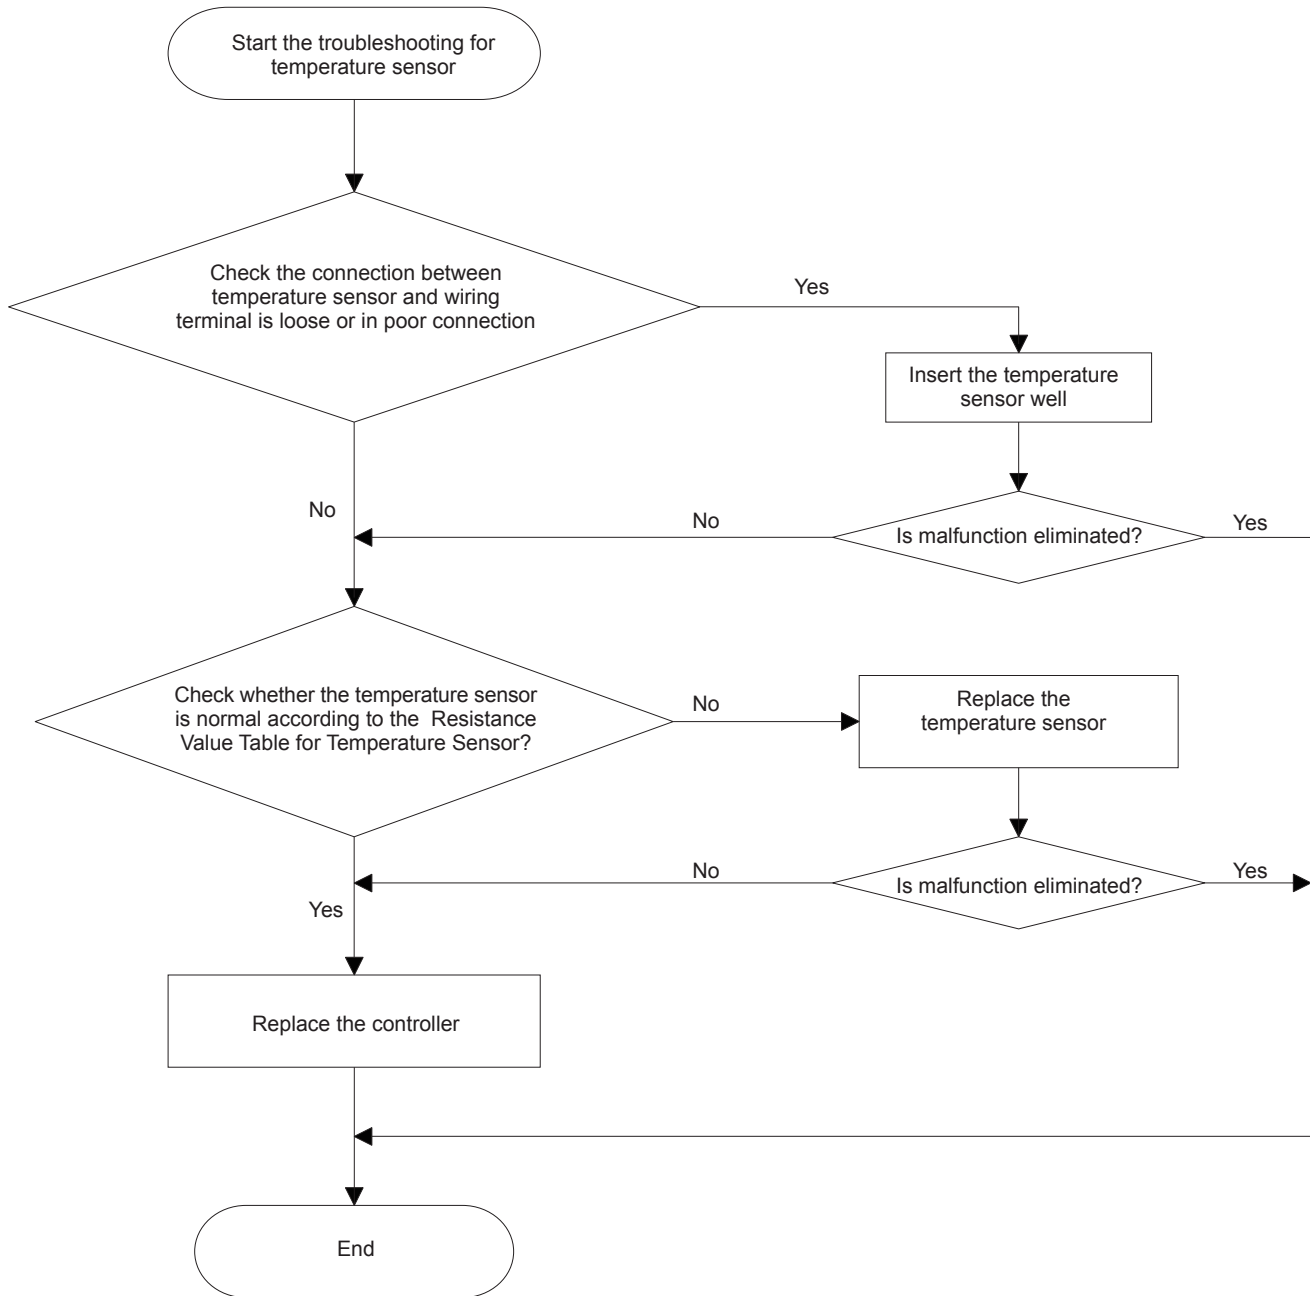 Start the troubleshooting for
temperature sensor
Check the connection between
temperature sensor and wiring
terminal is loose or in poor connection
Yes
Insert the temperature
sensor well
No
No
Is malfunction eliminated?
Yes
Check whether the temperature sensor
is normal according to the Resistance
Value Table for Temperature Sensor?
No
Replace the
temperature sensor
No
Is malfunction eliminated?
Yes
Yes
Replace the controller
End